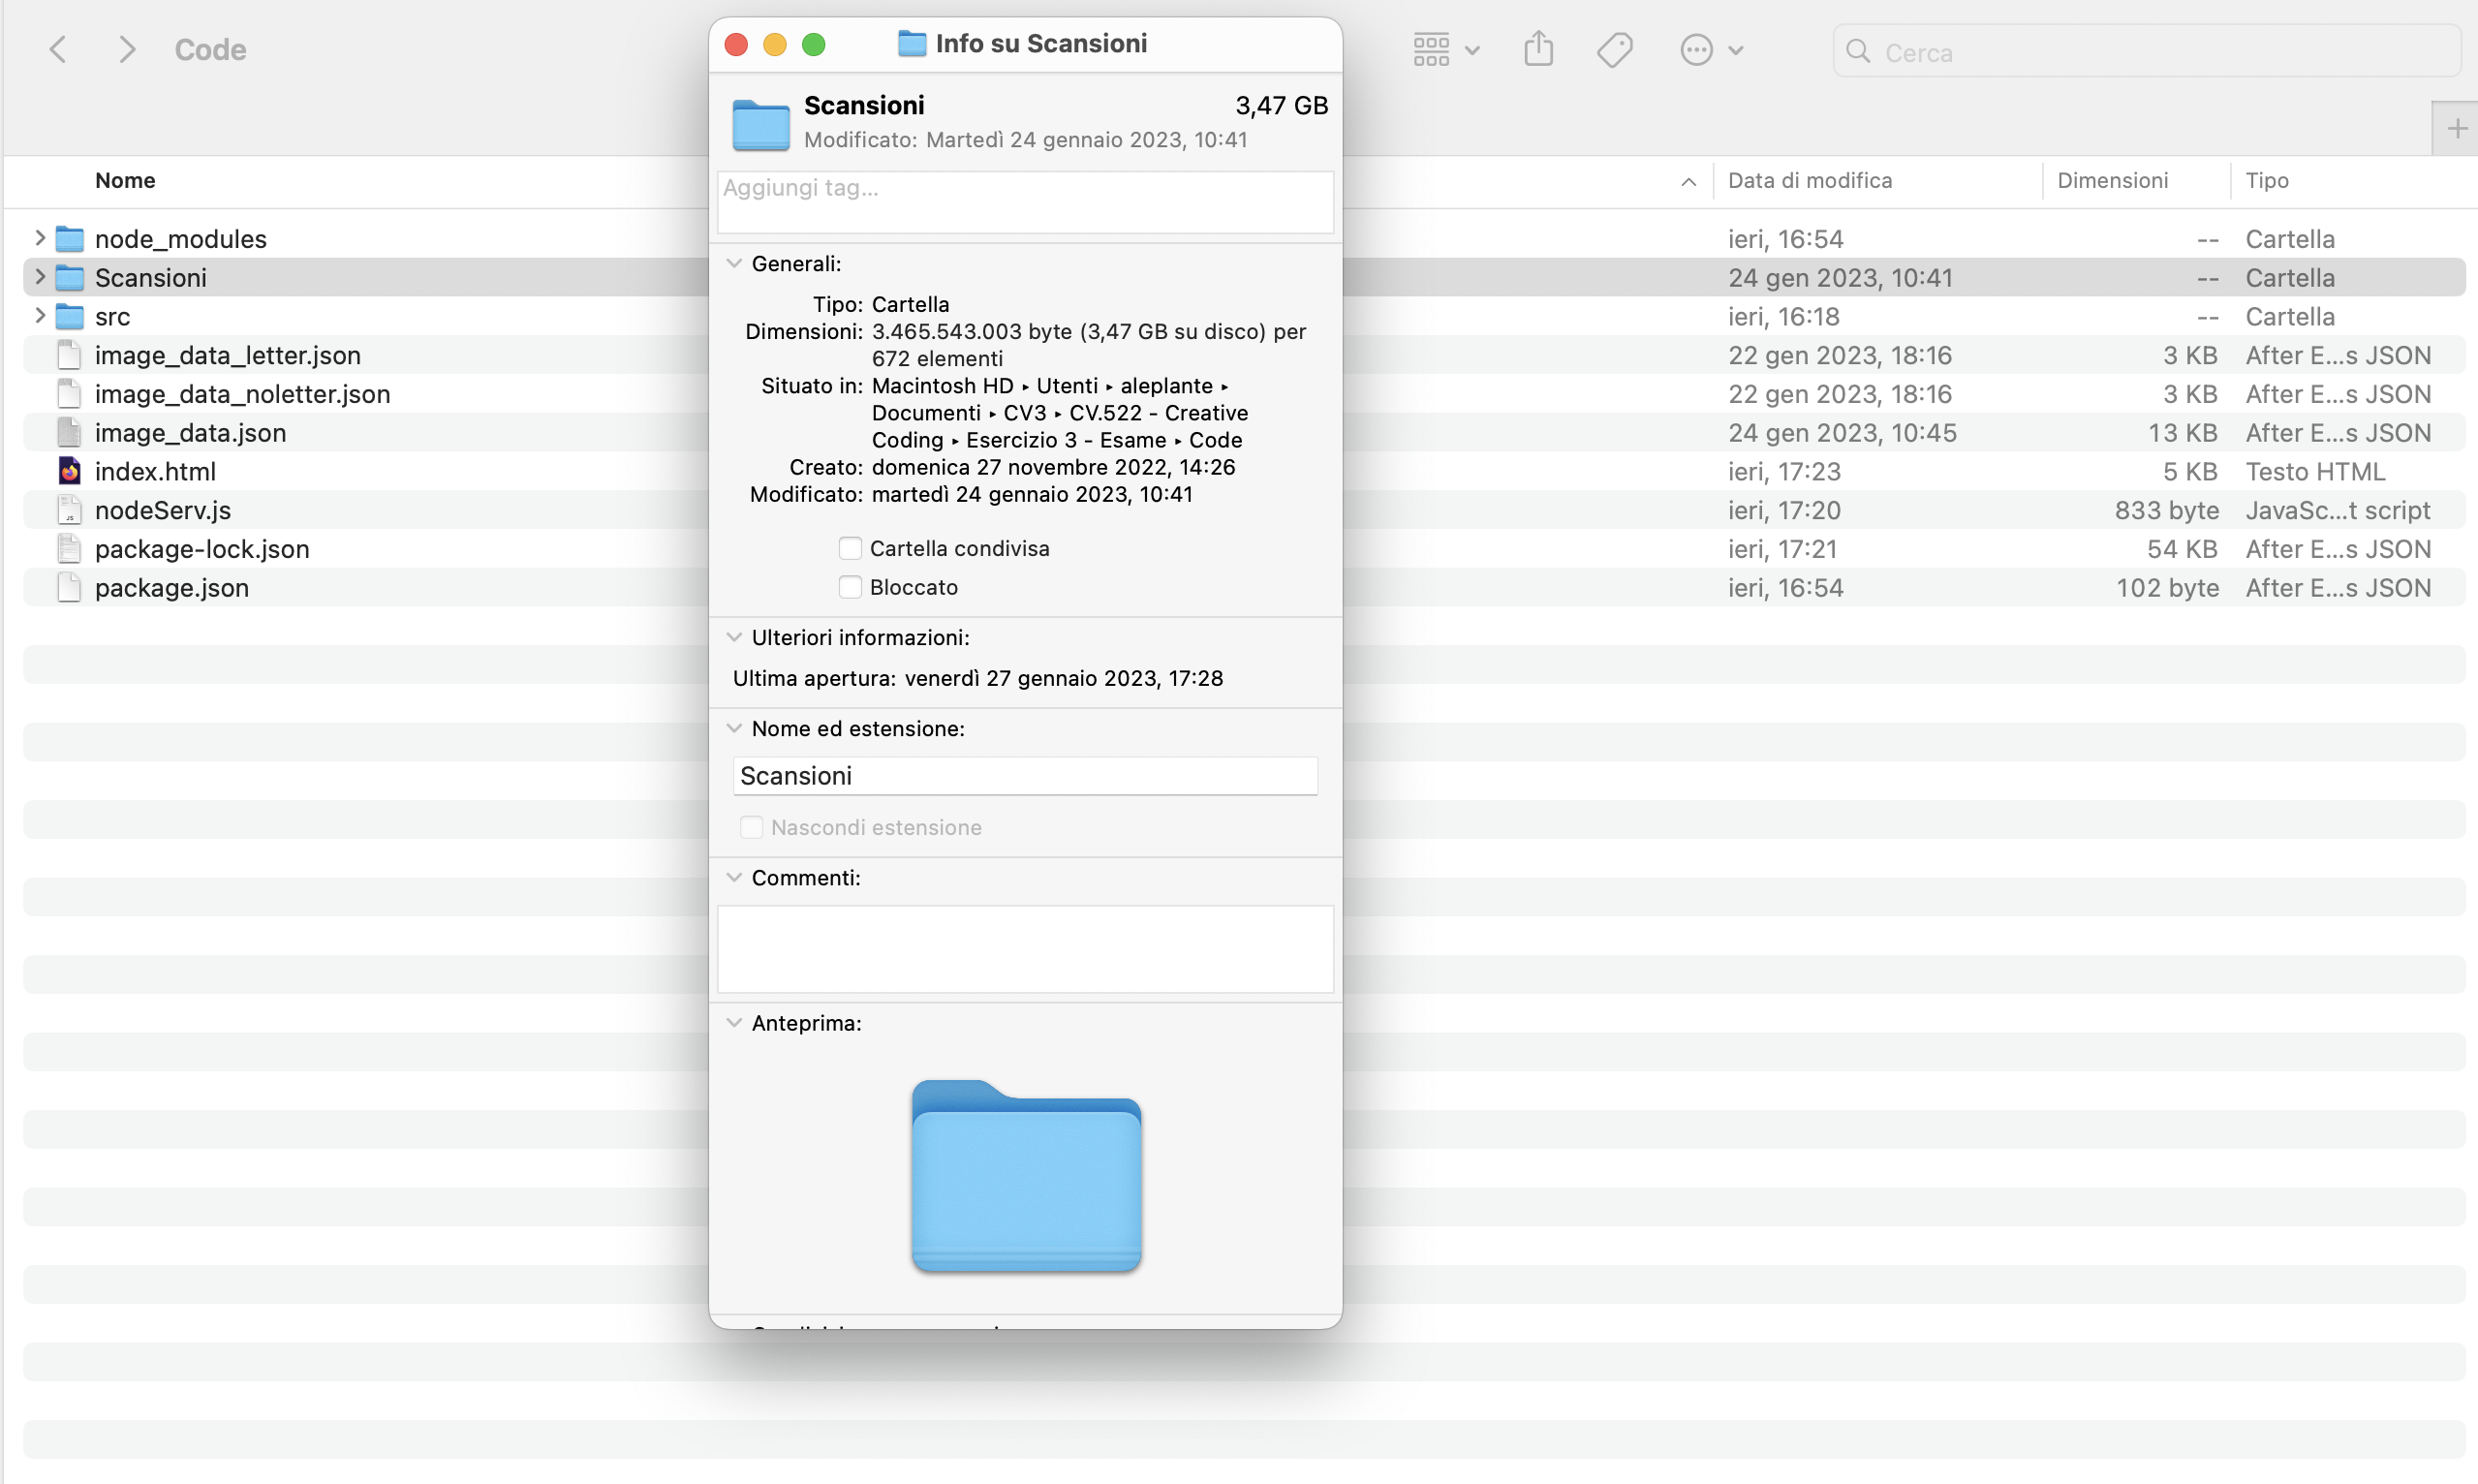 Code
Cerca
Nome
Data di modifica
Dimensioni
Tipo
node_modules
ieri, 16:54
--
Cartella
Scansioni
24 gen 2023, 10:41
--
Cartella
src
ieri, 16:18
--
Cartella
image_data_letter.json
22 gen 2023, 18:16
3 KB
After E...s JSON
image_data_noletter.json
22 gen 2023, 18:16
3 KB
After E...s JSON
image_data.json
24 gen 2023, 10:45
13 KB
After E...s JSON
index.html
ieri, 17:23
5 KB
Testo HTML
nodeServ.js
ieri, 17:20
833 byte
JavaSc...t script
package-lock.json
ieri, 17:21
54 KB
After E...s JSON
package.json
ieri, 16:54
102 byte
After E...s JSON
Info su Scansioni
Scansioni
3,47 GB
Modificato: Martedì 24 gennaio 2023, 10:41
Aggiungi tag...
Generali:
Tipo: Cartella
Dimensioni: 3.465.543.003 byte (3,47 GB su disco) per
672 elementi
Situato in: Macintosh HD ▸ Utenti ▸ aleplante ▸
Documenti ▸ CV3 ▸ CV.522 - Creative
Coding ▸ Esercizio 3 - Esame ▸ Code
Creato: domenica 27 novembre 2022, 14:26
Modificato: martedì 24 gennaio 2023, 10:41
Cartella condivisa
Bloccato
Ulteriori informazioni:
Ultima apertura: venerdì 27 gennaio 2023, 17:28
Nome ed estensione:
Scansioni
Nascondi estensione
Commenti:
Anteprima: